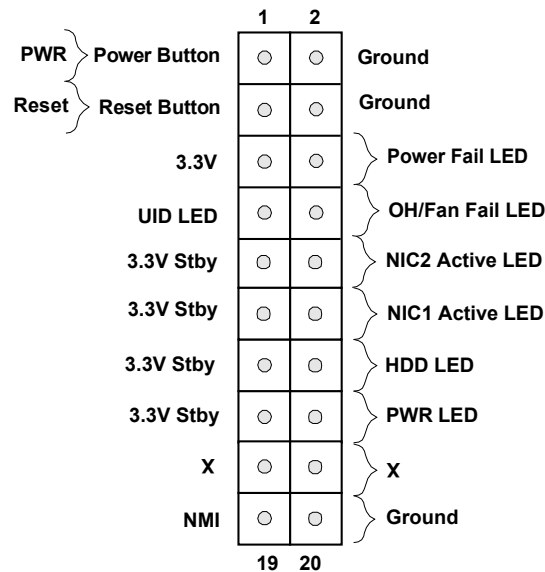 1 2
PWR Power Button Ground
Reset Reset Button Ground
3.3V Power Fail LED
UID LED OH/Fan Fail LED
3.3V Stby NIC2 Active LED
3.3V Stby NIC1 Active LED
3.3V Stby HDD LED
3.3V Stby PWR LED
X X
NMI Ground
19 20